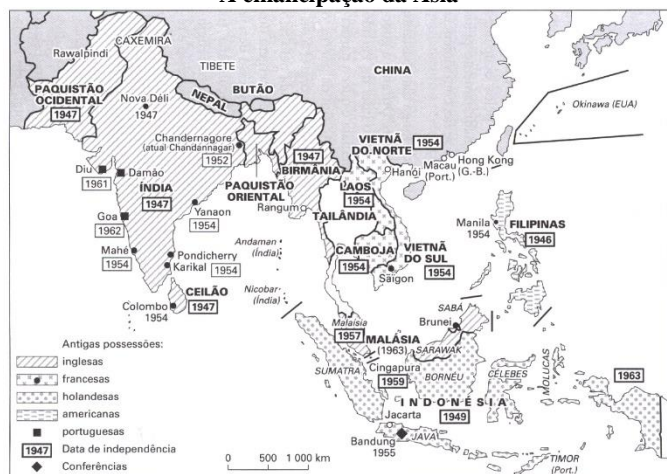 A emancipação da Ásia
Rawalpindi
CAXEMIRA
TIBETE
CHINA
PAQUISTÃO
OCIDENTAL
1947
Nova Déli
1947
NEPAL
BUTÃO
Okinawa (EUA)
Chandernagore
(atual Chandannagar)
1952
VIETNÃ
DO NORTE
1954
1947
BIRMÂNIA
Hanói
Macau
(Port.)
Hong Kong
(G.-B.)
Diu
1961
Damão
ÍNDIA
1947
PAQUISTÃO
ORIENTAL
Rangum
LAOS
1954
TAILÂNDIA
Goa
1962
Yanaon
1954
Manila
1954
FILIPINAS
1946
Mahé
1954
Pondicherry
Karikal
1954
Andaman
(Índia)
CAMBOJA
1954
VIETNÃ
DO SUL
1954
Saigon
Nicobar
(Índia)
CEILÃO
1947
Colombo
1954
SABÁ
Brunei
Malaísia
1957
MALÁSIA
(1963)
SARAWAK
SUMATRA
Cingapura
1959
BORNÉU
CÉLEBES
MOLUCAS
1963
INDONÉSIA
1949
Jacarta
Bandung
1955
JAVA
TIMOR
(Port.)
Antigas possessões:
inglesas
francesas
holandesas
americanas
portuguesas
1947 Data de independência
Conferências
0 500 1 000 km